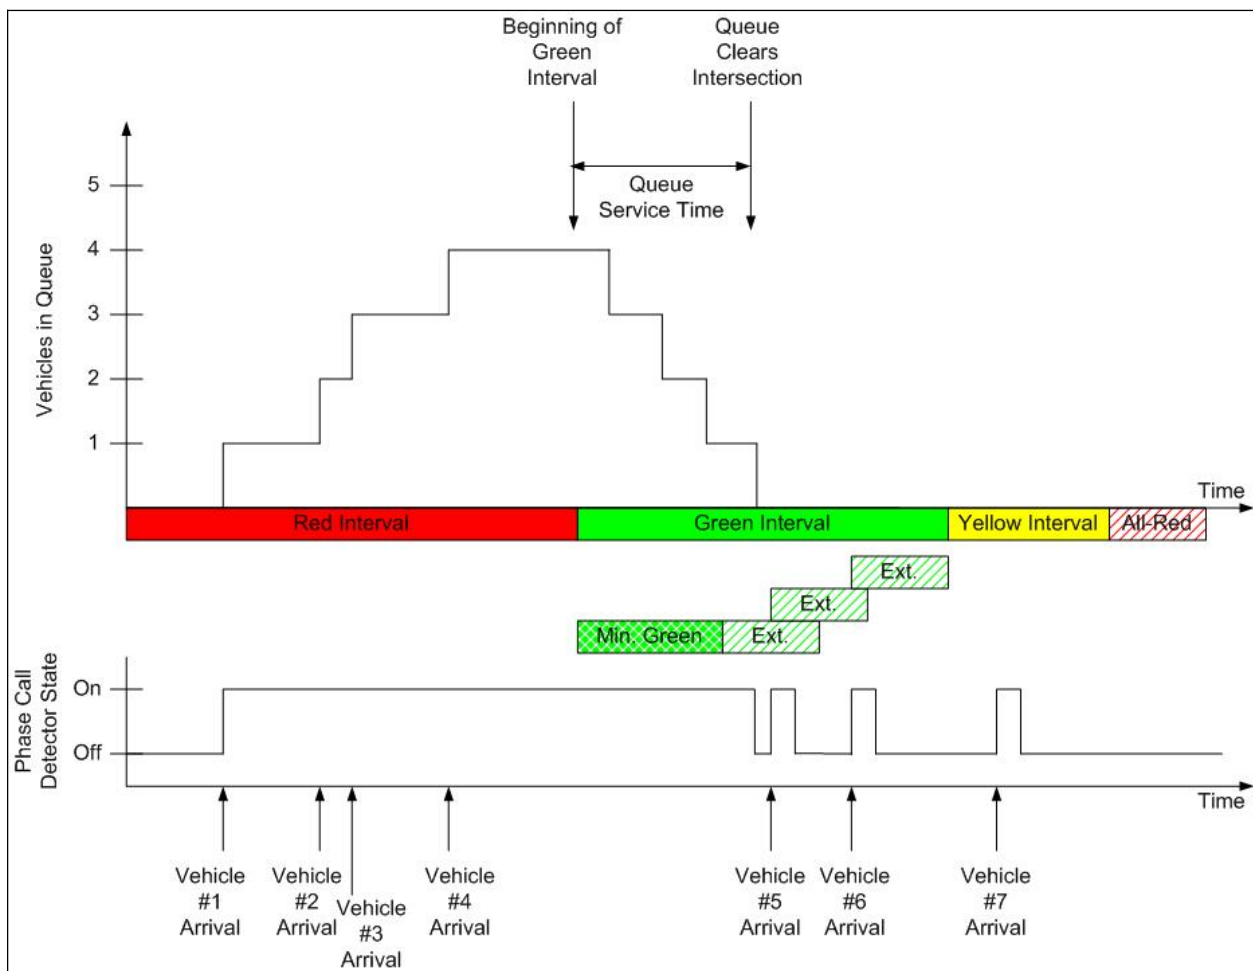 Beginning of
Green
Interval
Queue
Clears
Intersection
Queue
Service Time
Vehicles in Queue
5
4
3
2
1
Time
Red Interval
Green Interval
Yellow Interval
All-Red
Ext.
Ext.
Min. Green
Ext.
Phase Call
Detector State
On
Off
Time
Vehicle
#1
Arrival
Vehicle
#2
Arrival
Vehicle
#3
Arrival
Vehicle
#4
Arrival
Vehicle
#5
Arrival
Vehicle
#6
Arrival
Vehicle
#7
Arrival